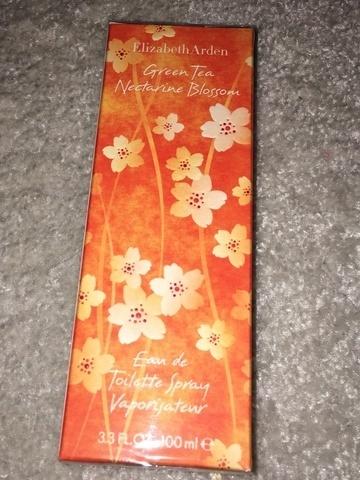 Elizabeth Arden
Green Tea
Nectarine Blossom
Eau de
Toilette Spray
Vaporisateur
3.3 FL.OZ. 100 ml ℮